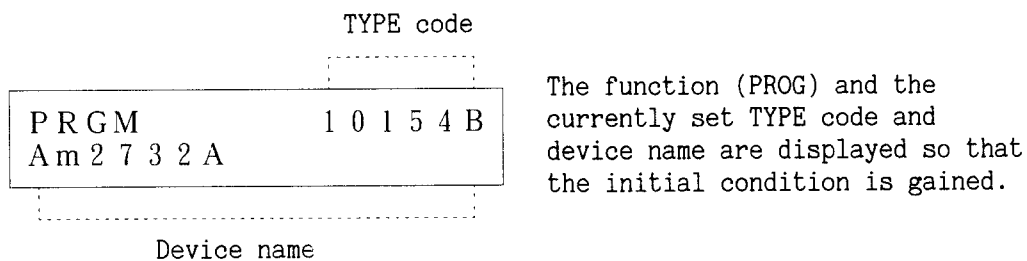 TYPE code
PRGM 10154B
Am2732A
Device name
The function (PROG) and the
currently set TYPE code and
device name are displayed so that
the initial condition is gained.